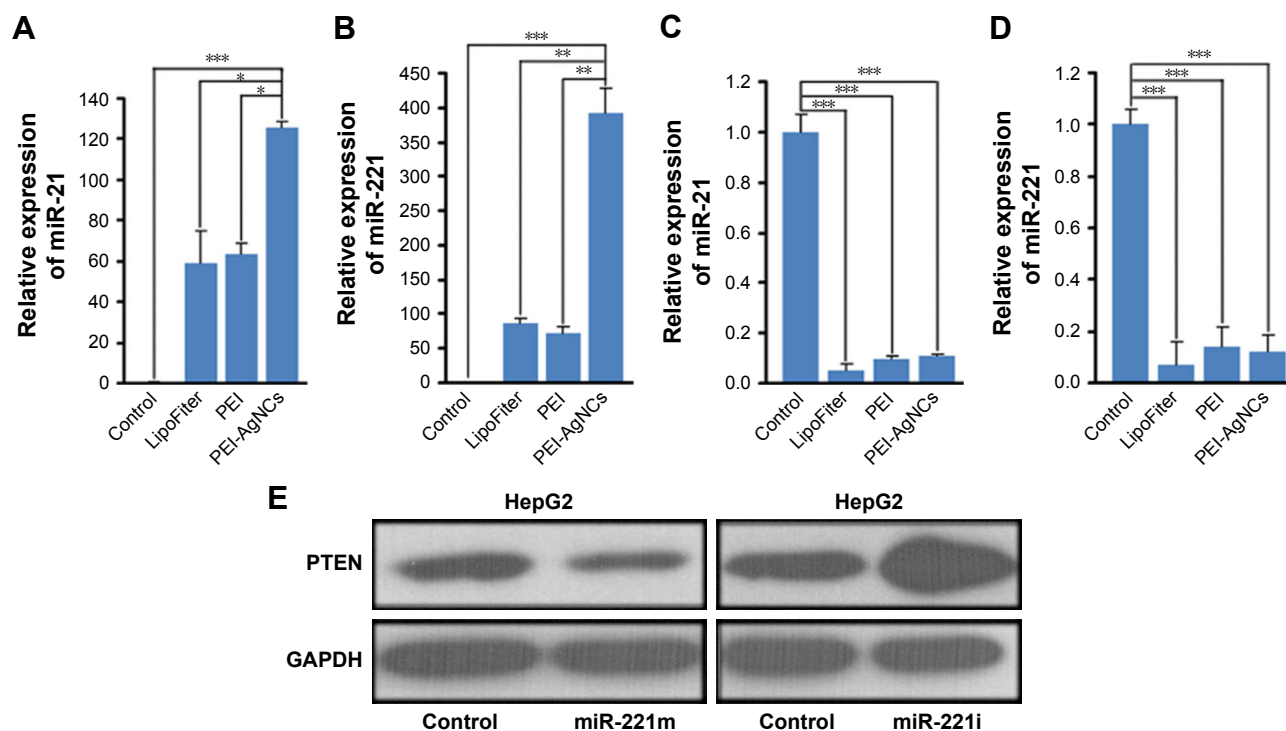 A
Relative expression
of miR-21
140
120
100
80
60
40
20
0
***
*
*
Control
LipoFiter
PEI
PEI-AgNCs
B
Relative expression
of miR-221
450
400
350
300
250
200
150
100
50
0
***
**
**
Control
LipoFiter
PEI
PEI-AgNCs
C
Relative expression
of miR-21
1.2
1.0
0.8
0.6
0.4
0.2
0.0
***
***
***
Control
LipoFiter
PEI
PEI-AgNCs
D
Relative expression
of miR-221
1.2
1.0
0.8
0.6
0.4
0.2
0.0
***
***
***
Control
LipoFiter
PEI
PEI-AgNCs
E
HepG2
HepG2
PTEN
GAPDH
Control
miR-221m
Control
miR-221i